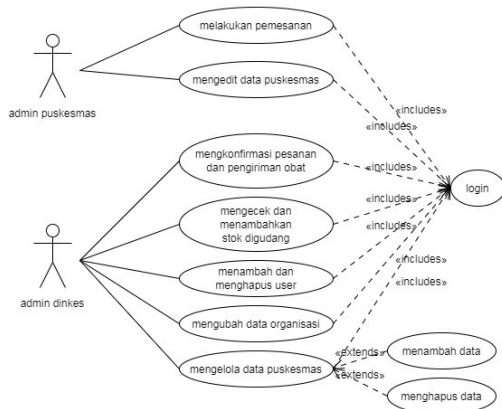 melakukan pemesanan
mengedit data puskesmas
admin puskesmas
«includes»
«includes»
mengkonfirmasi pesanan
dan pengiriman obat
«includes»
login
mengecek dan
menambahkan
stok digudang
«includes»
«includes»
admin dinkes
menambah dan
menghapus user
«includes»
«includes»
mengubah data organisasi
mengelola data puskesmas
«extends»
menambah data
«extends»
menghapus data